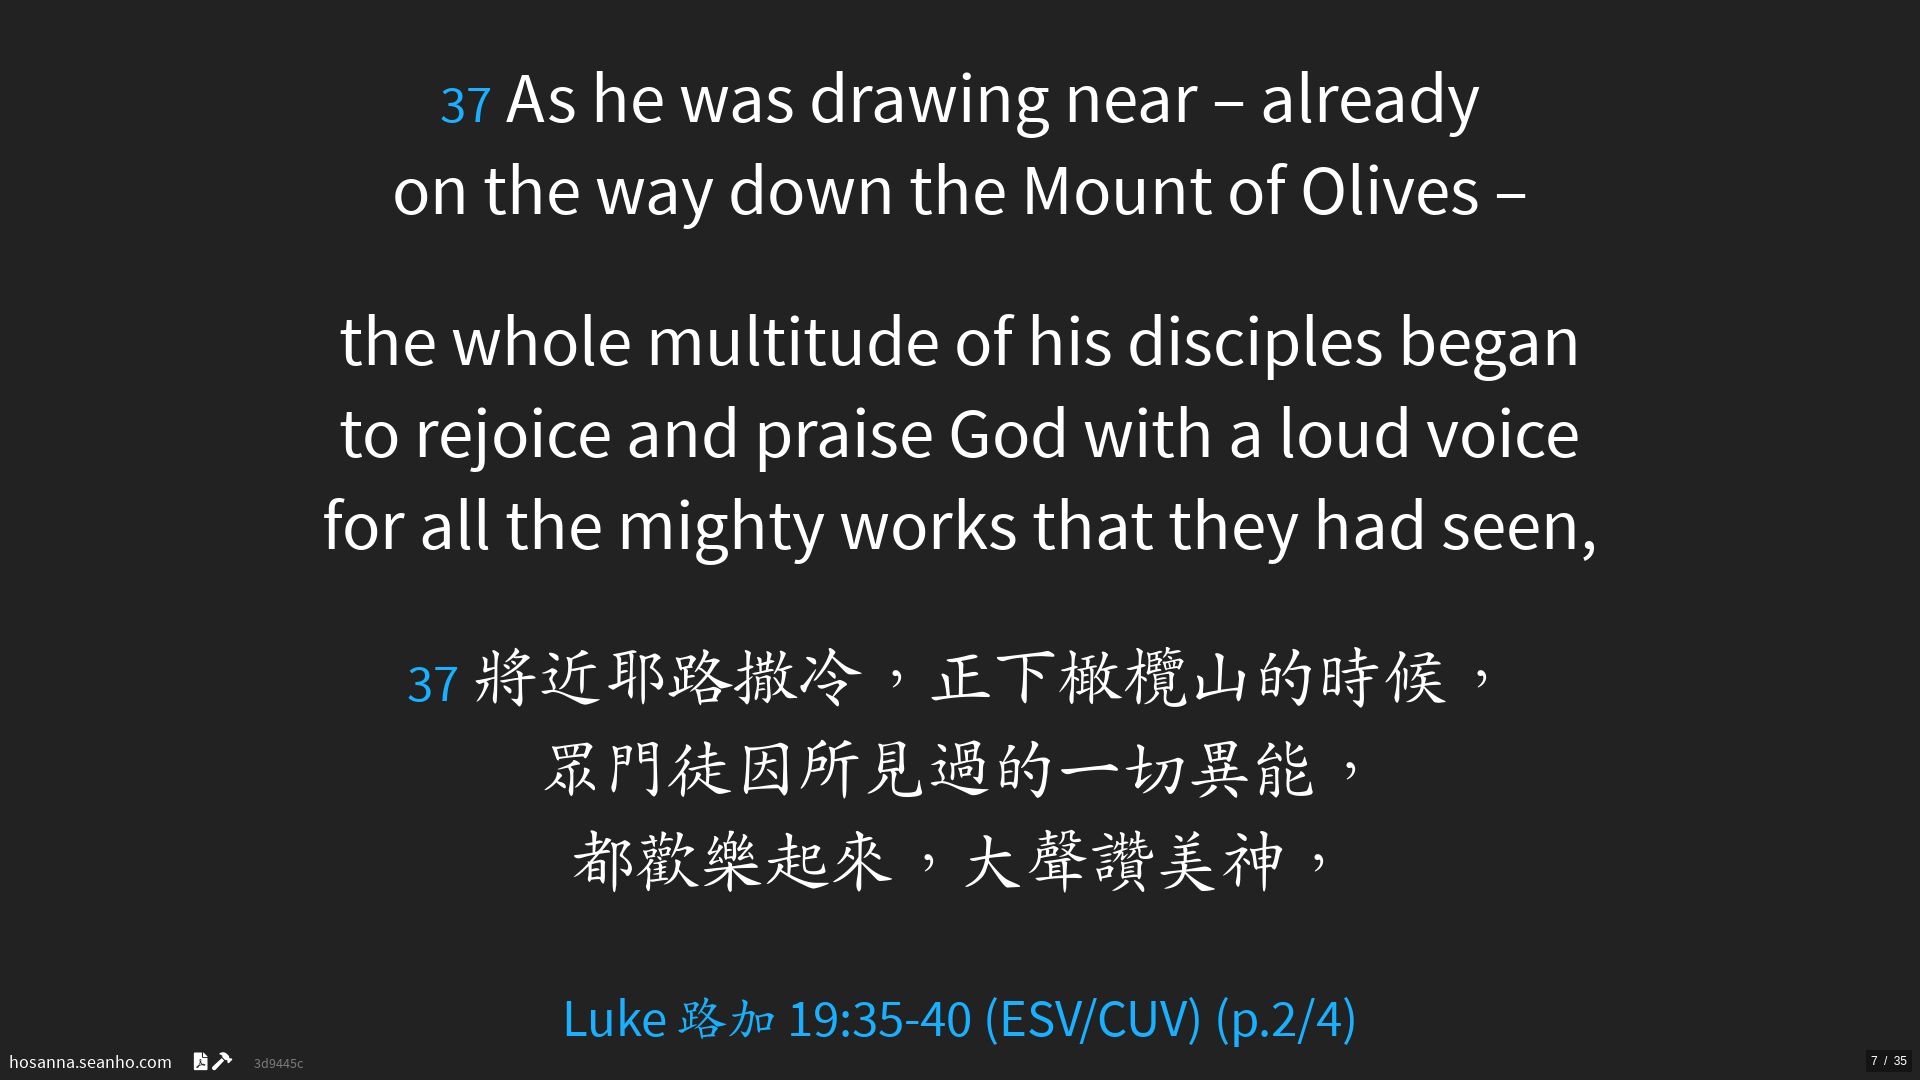 37 As he was drawing near – already
on the way down the Mount of Olives –
the whole multitude of his disciples began
to rejoice and praise God with a loud voice
for all the mighty works that they had seen,
37 將近耶路撒冷，正下橄欖山的時候，
眾門徒因所見過的一切異能，
都歡樂起來，大聲讚美神，
Luke 路加 19:35-40 (ESV/CUV) (p.2/4)
hosanna.seanho.com 3d9445c
7 / 35